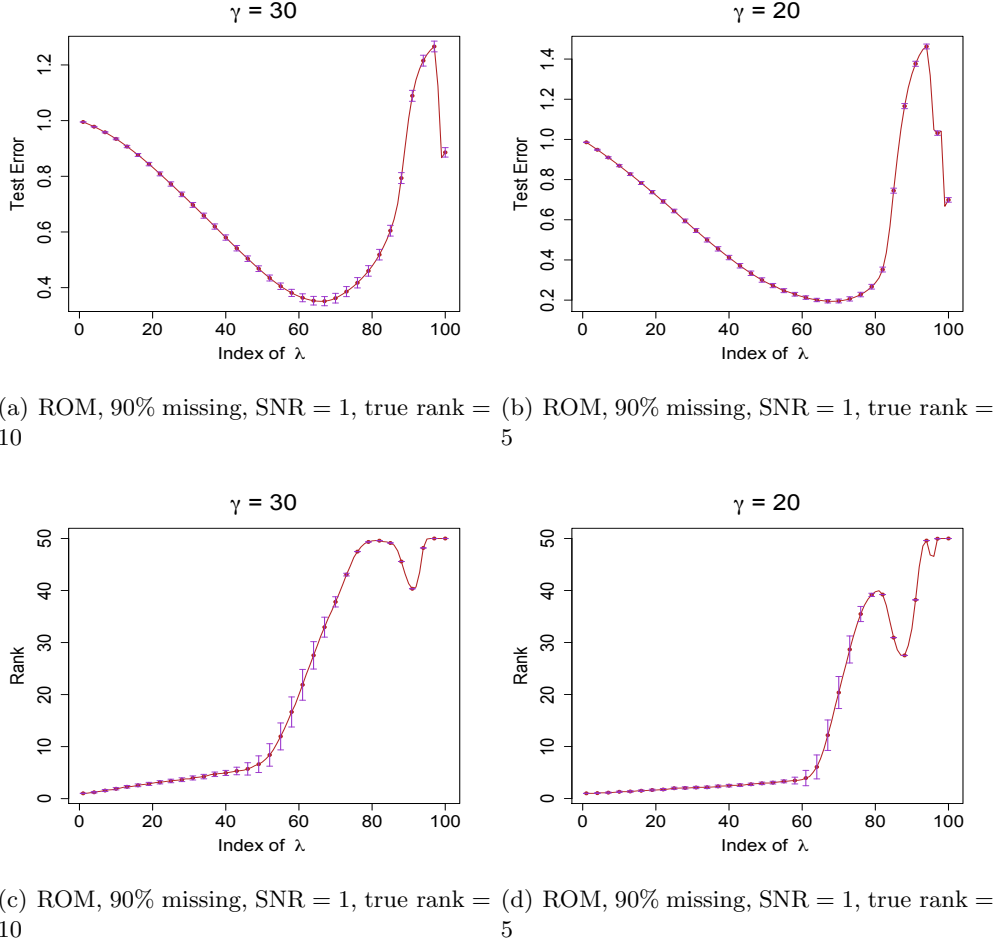 γ = 30
γ = 20
Test Error
0.4 0.6 0.8 1.0 1.2
0 20 40 60 80 100
Index of λ
Test Error
0.2 0.4 0.6 0.8 1.0 1.2 1.4
0 20 40 60 80 100
Index of λ
(a) ROM, 90% missing, SNR = 1, true rank =
10
(b) ROM, 90% missing, SNR = 1, true rank =
5
γ = 30
γ = 20
Rank
0 10 20 30 40 50
0 20 40 60 80 100
Index of λ
Rank
0 10 20 30 40 50
0 20 40 60 80 100
Index of λ
(c) ROM, 90% missing, SNR = 1, true rank =
10
(d) ROM, 90% missing, SNR = 1, true rank =
5